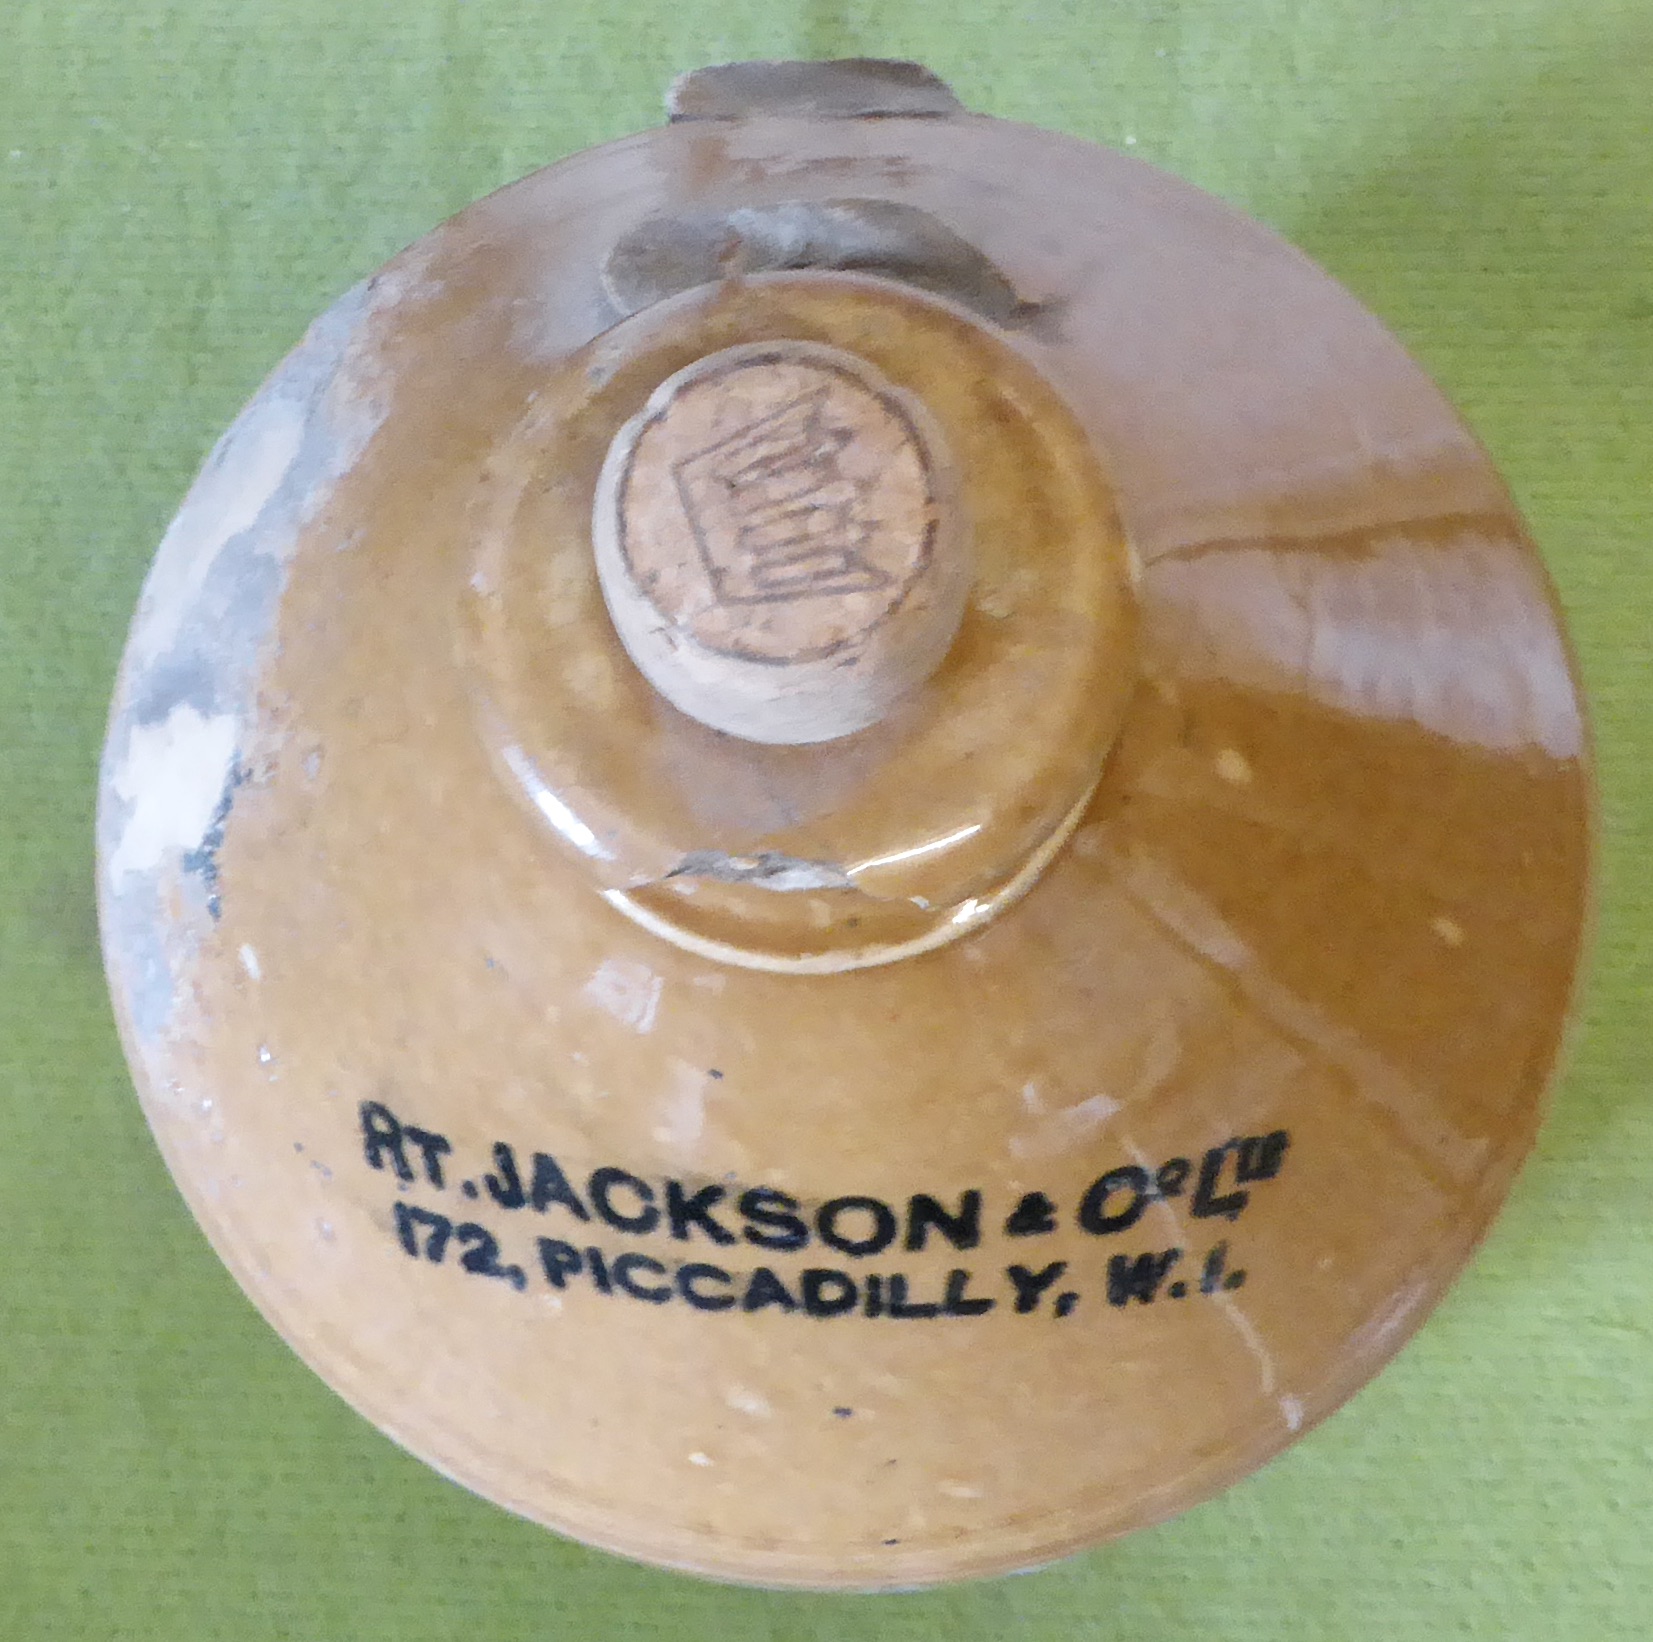 RT. JACKSON & Cº Lᵀᴰ
172, PICCADILLY, W.1.